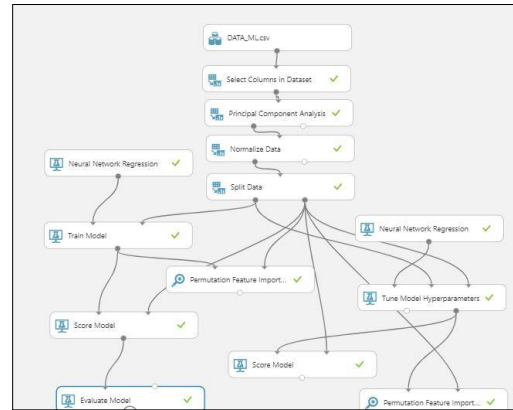 DATA_ML.csv
Select Columns in Dataset
Principal Component Analysis
Normalize Data
Neural Network Regression
Split Data
Train Model
Neural Network Regression
Permutation Feature Import...
Tune Model Hyperparameters
Score Model
Score Model
Evaluate Model
Permutation Feature Import...